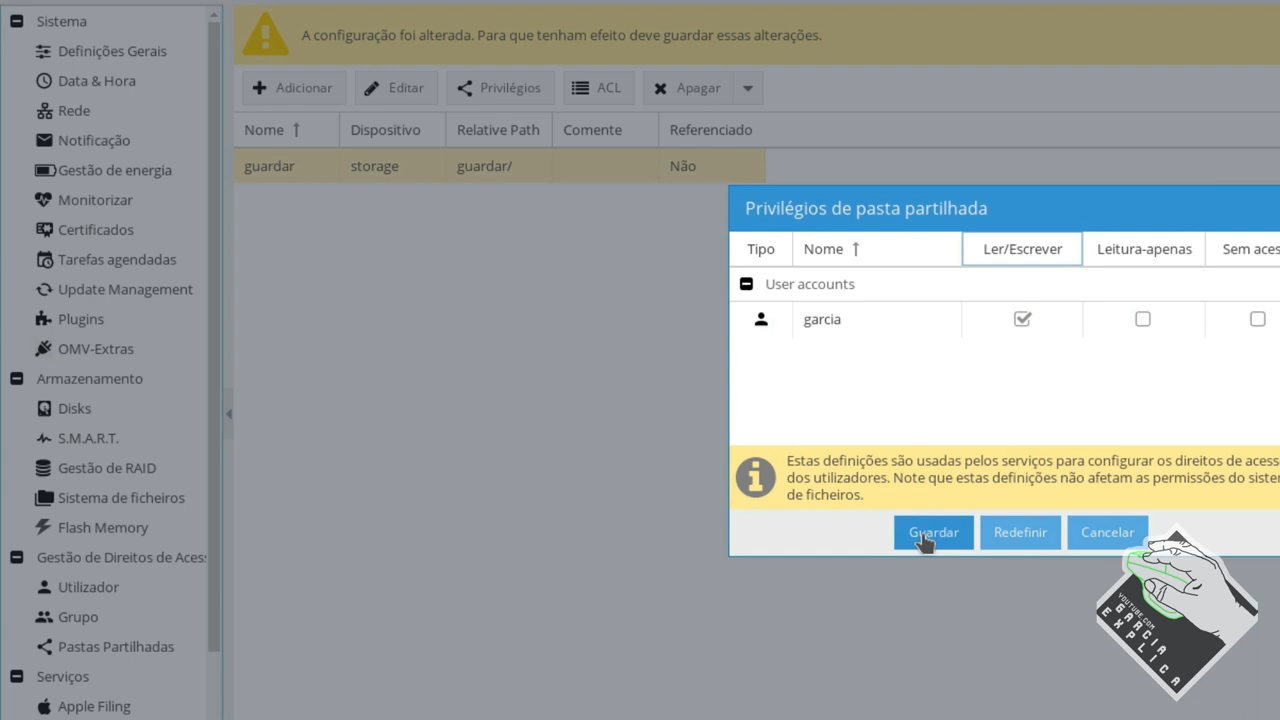 Sistema
Definições Gerais
Data & Hora
Rede
Notificação
Gestão de energia
Monitorizar
Certificados
Tarefas agendadas
Update Management
Plugins
OMV-Extras
Armazenamento
Disks
S.M.A.R.T.
Gestão de RAID
Sistema de ficheiros
Flash Memory
Gestão de Direitos de Aces
Utilizador
Grupo
Pastas Partilhadas
Serviços
Apple Filing
A configuração foi alterada. Para que tenham efeito deve guardar essas alterações.
Adicionar Editar Privilégios ACL Apagar
Nome Dispositivo Relative Path Comente Referenciado
guardar storage guardar/ Não
Privilégios de pasta partilhada
Tipo Nome Ler/Escrever Leitura-apenas Sem aces
User accounts
garcia
Estas definições são usadas pelos serviços para configurar os direitos de acess
dos utilizadores. Note que estas definições não afetam as permissões do siste
de ficheiros.
Guardar Redefinir Cancelar
YOUTUBE.COM
GARCIA
EXPLICA